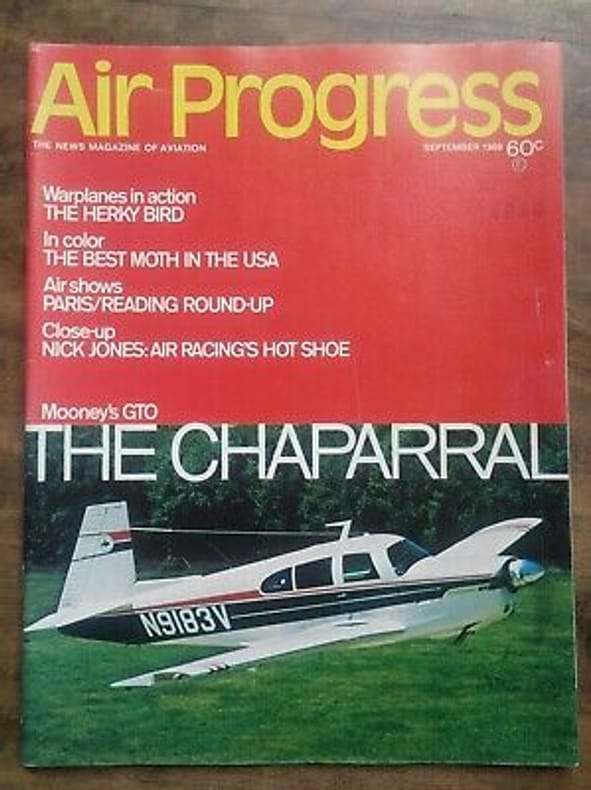 Air Progress
THE NEWS MAGAZINE OF AVIATION
SEPTEMBER 1969 60c
Warplanes in action
THE HERKY BIRD
In color
THE BEST MOTH IN THE USA
Air shows
PARIS/READING ROUND-UP
Close-up
NICK JONES: AIR RACING'S HOT SHOE
Mooney's GTO
THE CHAPARRAL
N9183V